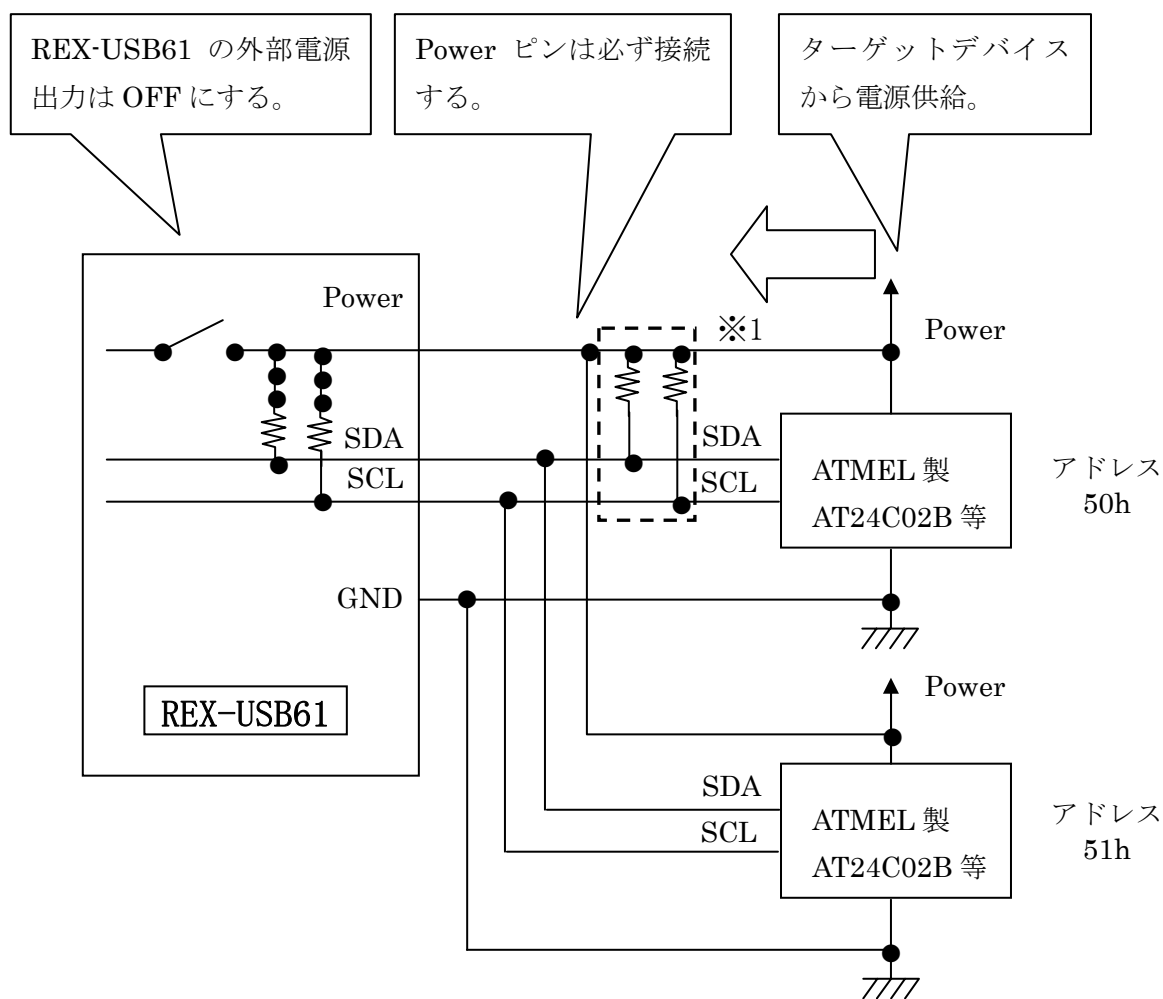 REX-USB61 の外部電源
出力は OFF にする。
Power ピンは必ず接続
する。
ターゲットデバイス
から電源供給。
Power
※1
Power
SDA
SCL
SDA
SCL
ATMEL 製
AT24C02B 等
アドレス
50h
GND
REX-USB61
Power
SDA
SCL
ATMEL 製
AT24C02B 等
アドレス
51h